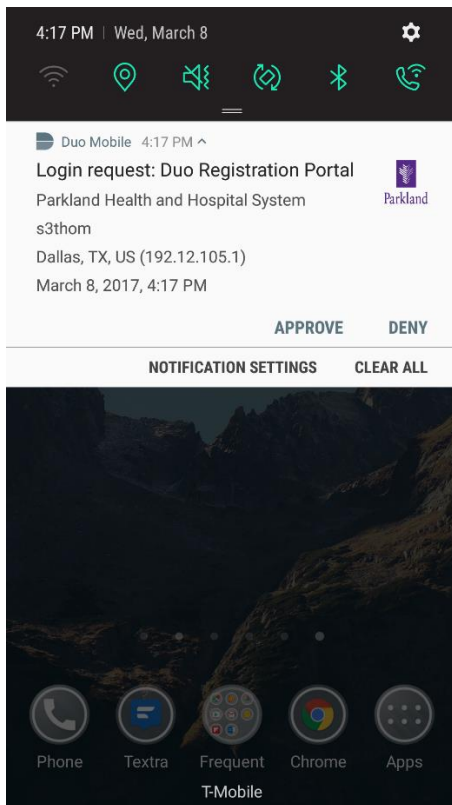 4:17 PM | Wed, March 8
Duo Mobile 4:17 PM
Login request: Duo Registration Portal
Parkland
Parkland Health and Hospital System
s3thom
Dallas, TX, US (192.12.105.1)
March 8, 2017, 4:17 PM
APPROVE DENY
NOTIFICATION SETTINGS CLEAR ALL
Phone Textra Frequent Chrome Apps
T-Mobile